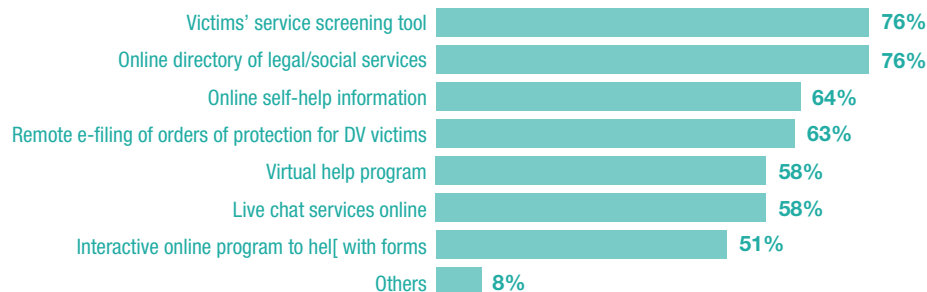 Victims’ service screening tool 76%
Online directory of legal/social services 76%
Online self-help information 64%
Remote e-filing of orders of protection for DV victims 63%
Virtual help program 58%
Live chat services online 58%
Interactive online program to hel[ with forms 51%
Others 8%